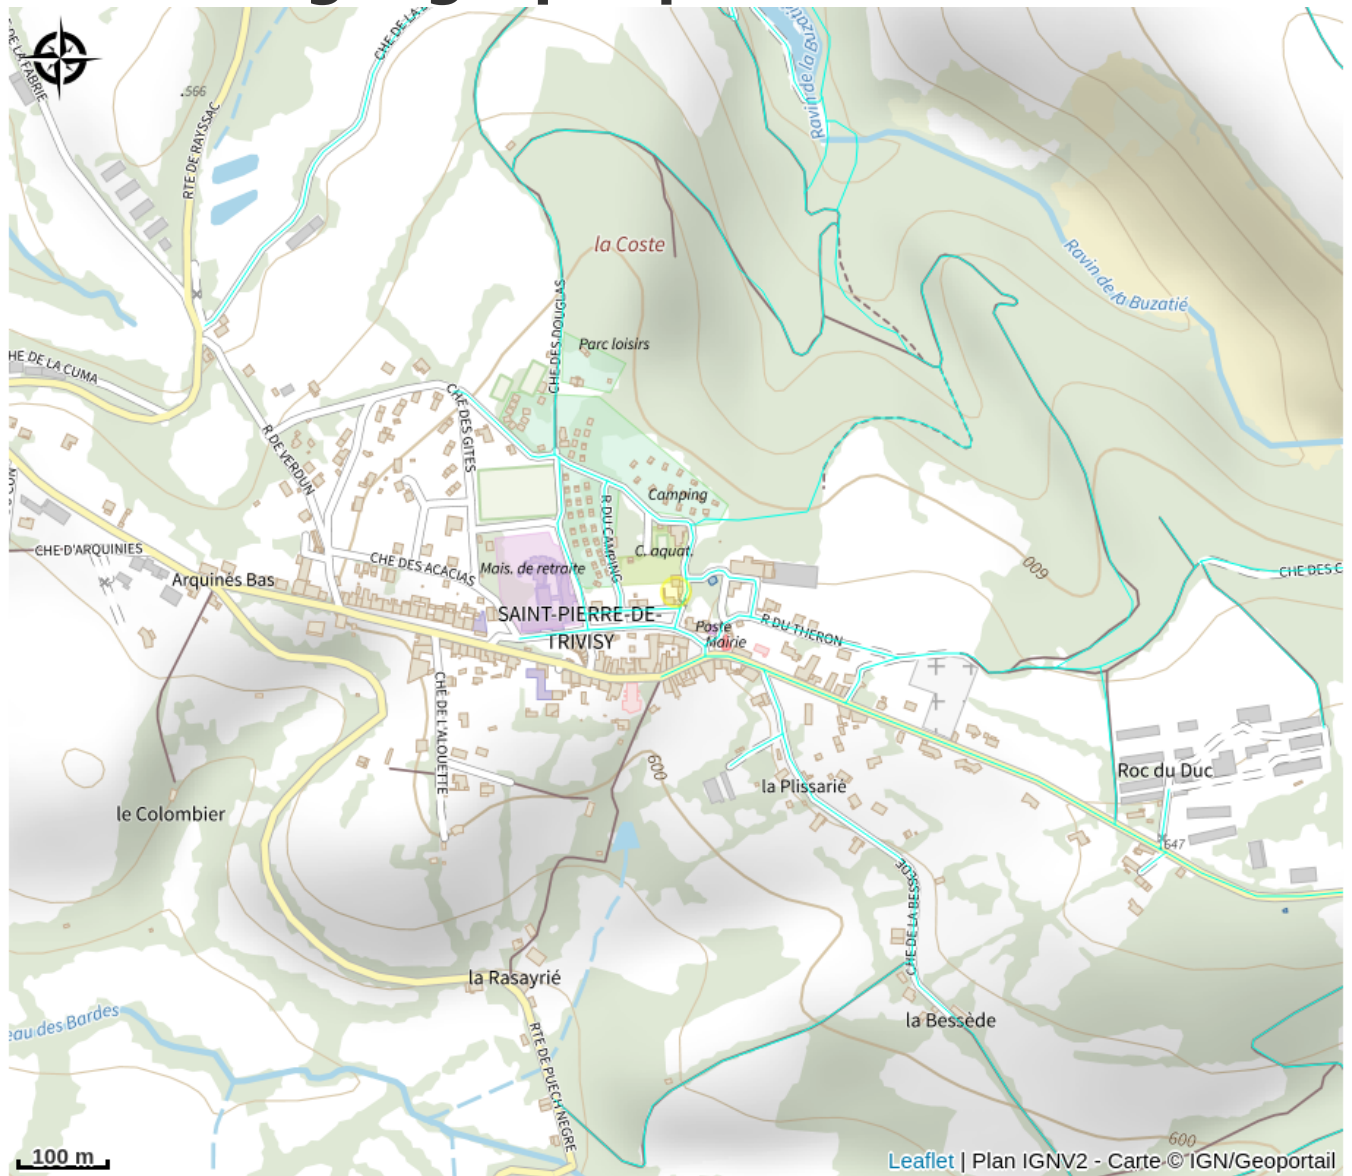 DE LA FABRIE
CHE DE LA
Ravin de la Buzatié
.566
RTE DE RAYSSAC
la Coste
Ravin de la Buzatié
CHE DES DOUGLAS
Parc loisirs
HE DE LA CUMA
CHE DES GITES
R DE VERDUN
Camping
R DU CAMPING
C. aquat.
CHE D'ARQUINIES
CHE DES ACACIAS
Mais. de retraite
600
CHE DES C
Arquinès Bas
SAINT-PIERRE-DE-
TRIVISY
Poste
Mairie
R DU THERON
CHE DE L'ALOUETTE
600
Roc du Duc
la Plissarié
le Colombier
647
CHE DE LA BESSEDE
la Rasayrié
la Bessède
eau des Bardes
RTE DE PUECH NEGRE
600
100 m
Leaflet | Plan IGNV2 - Carte © IGN/Geoportail